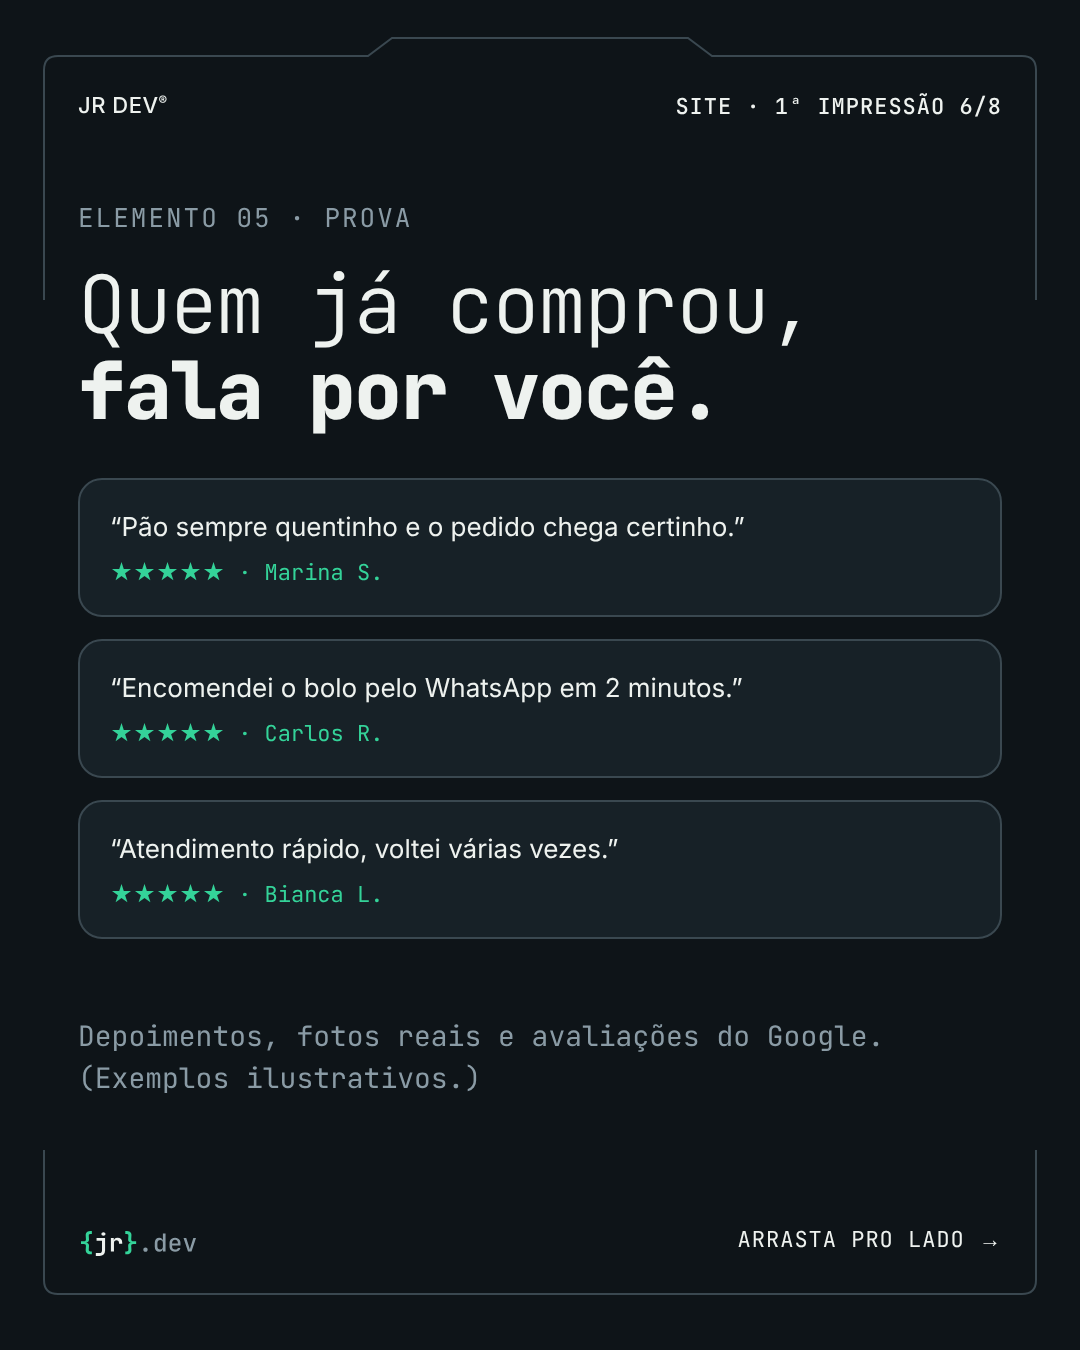 JR DEV®
SITE · 1ª IMPRESSÃO 6/8
ELEMENTO 05 · PROVA
Quem já comprou,
fala por você.
“Pão sempre quentinho e o pedido chega certinho.”
★★★★★ · Marina S.
“Encomendei o bolo pelo WhatsApp em 2 minutos.”
★★★★★ · Carlos R.
“Atendimento rápido, voltei várias vezes.”
★★★★★ · Bianca L.
Depoimentos, fotos reais e avaliações do Google.
(Exemplos ilustrativos.)
{jr}.dev
ARRASTA PRO LADO →